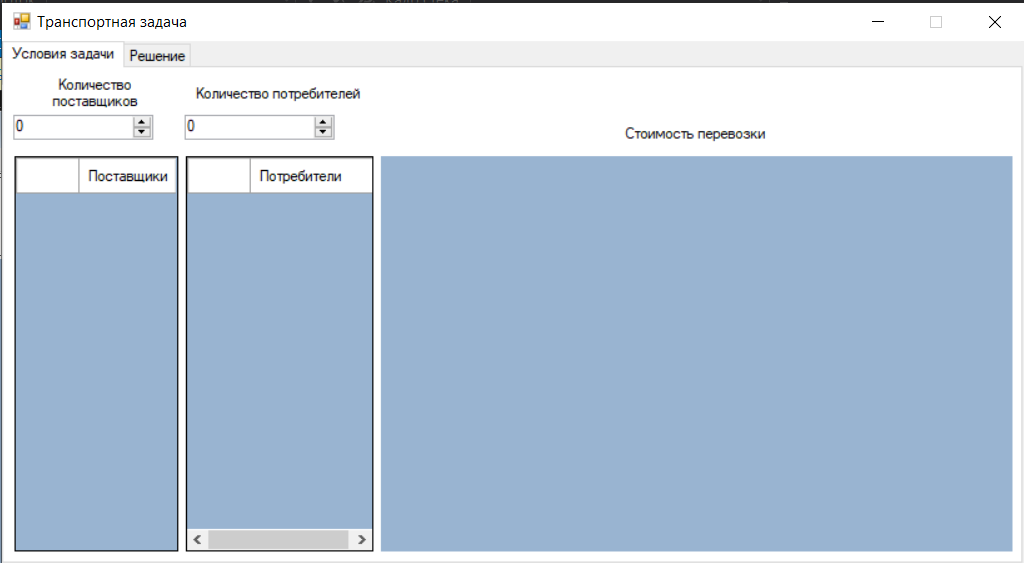 Транспортная задача
Условия задачи
Решение
Количество
поставщиков
Количество потребителей
0
0
Стоимость перевозки
Поставщики
Потребители